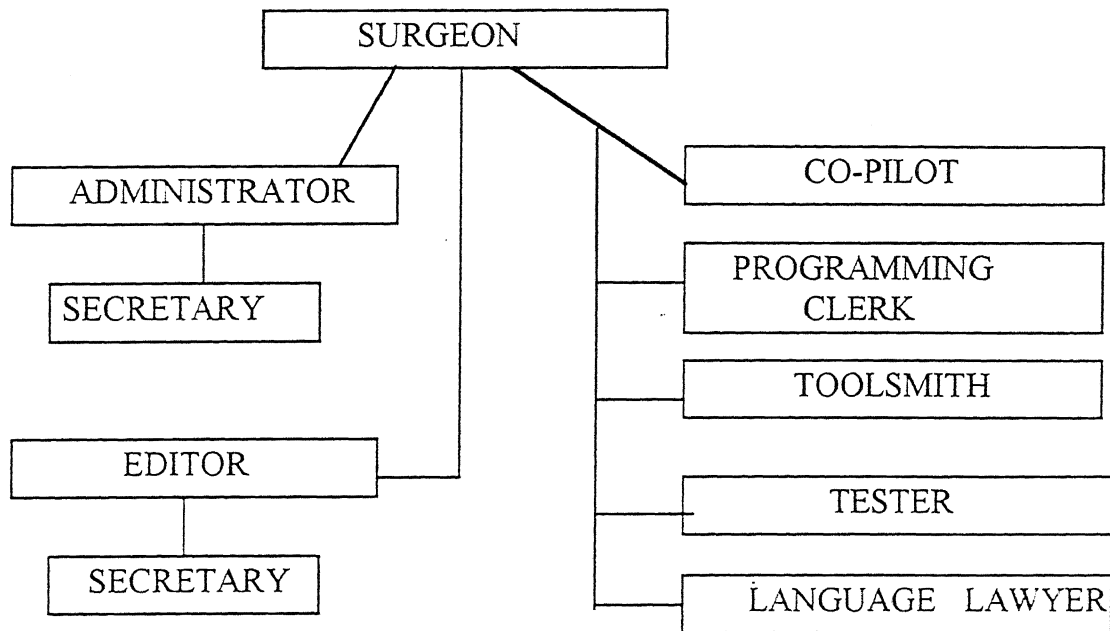 SURGEON
ADMINISTRATOR
SECRETARY
EDITOR
SECRETARY
CO-PILOT
PROGRAMMING
CLERK
TOOLSMITH
TESTER
LANGUAGE LAWYER